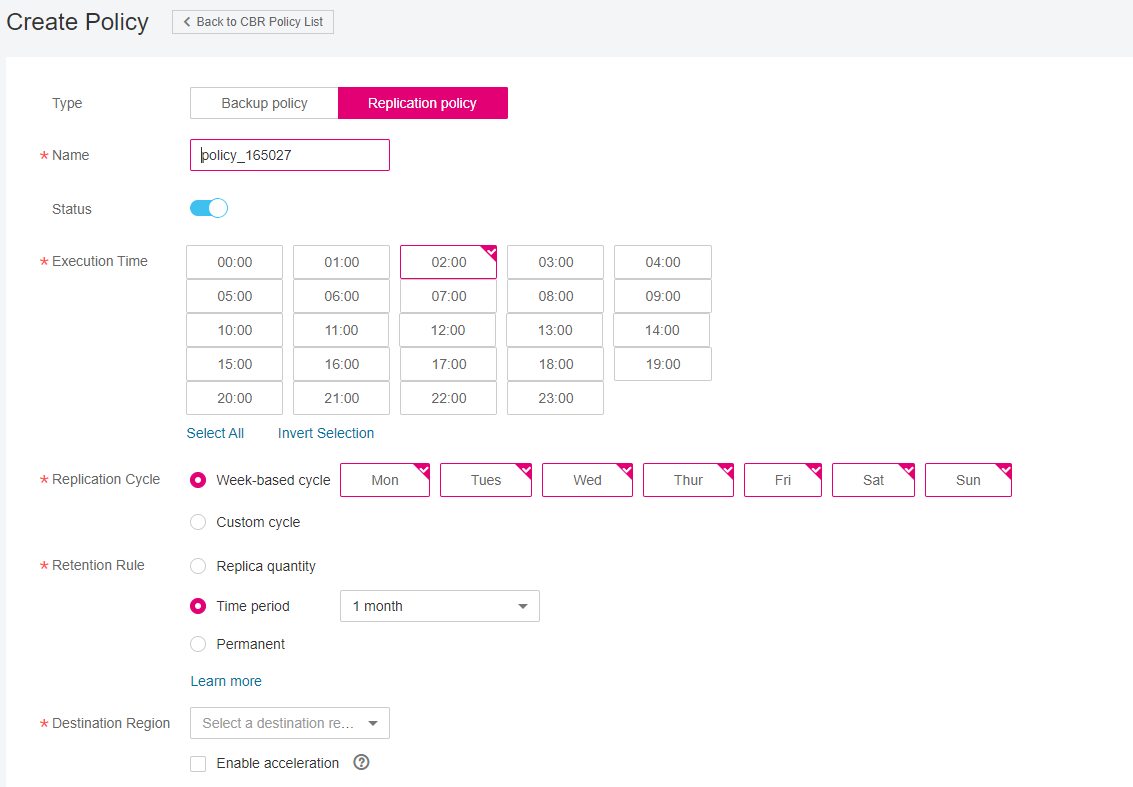 Create Policy
Back to CBR Policy List
Type
Backup policy
Replication policy
* Name
policy_165027
Status
* Execution Time
00:00 01:00 02:00 03:00 04:00
05:00 06:00 07:00 08:00 09:00
10:00 11:00 12:00 13:00 14:00
15:00 16:00 17:00 18:00 19:00
20:00 21:00 22:00 23:00
Select All Invert Selection
* Replication Cycle
Week-based cycle Mon Tues Wed Thur Fri Sat Sun
Custom cycle
* Retention Rule
Replica quantity
Time period 1 month
Permanent
Learn more
* Destination Region
Select a destination re...
Enable acceleration ?